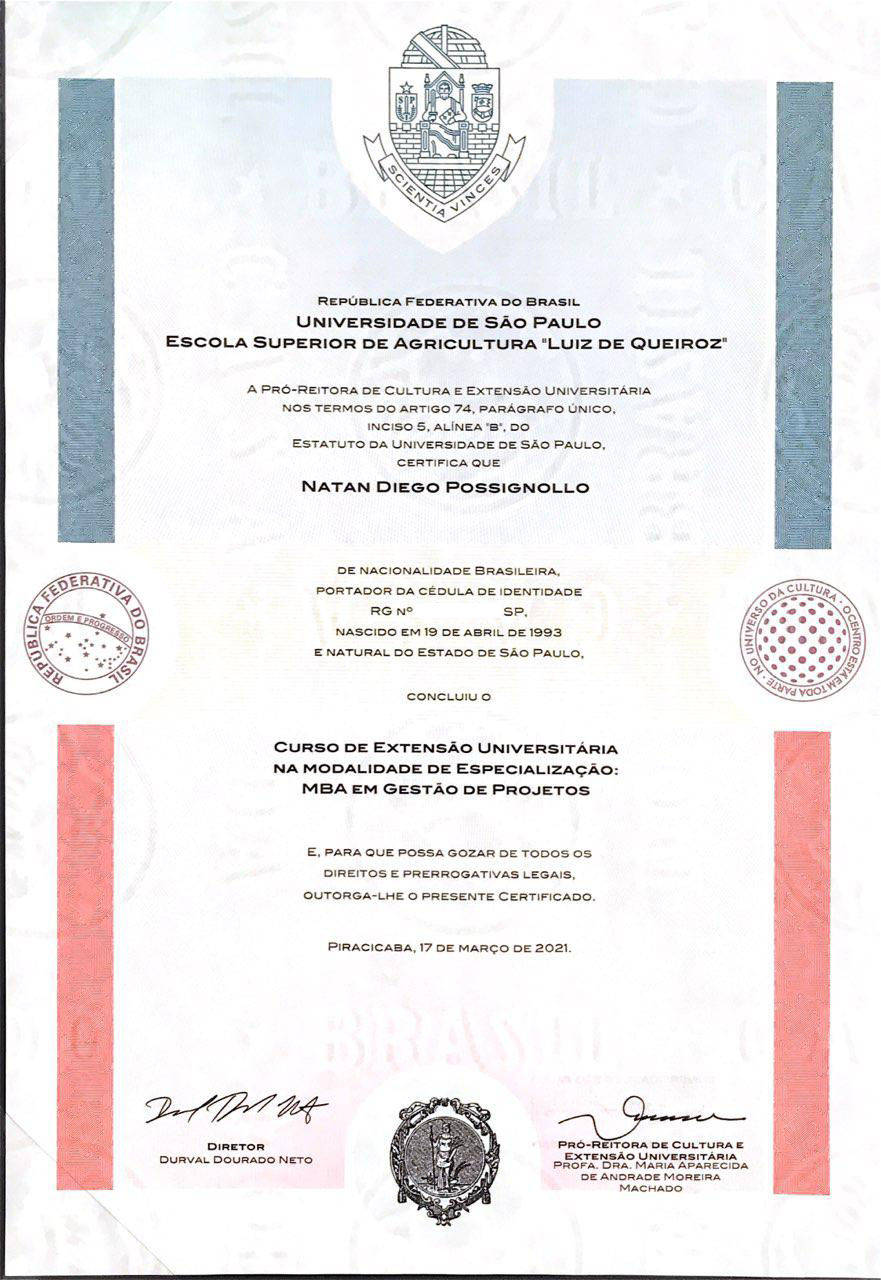 S P
SCIENTIA VINCES
REPÚBLICA FEDERATIVA DO BRASIL
UNIVERSIDADE DE SÃO PAULO
ESCOLA SUPERIOR DE AGRICULTURA "LUIZ DE QUEIROZ"
A PRÓ-REITORA DE CULTURA E EXTENSÃO UNIVERSITÁRIA
NOS TERMOS DO ARTIGO 74, PARÁGRAFO ÚNICO,
INCISO 5, ALÍNEA "B", DO
ESTATUTO DA UNIVERSIDADE DE SÃO PAULO,
CERTIFICA QUE
NATAN DIEGO POSSIGNOLLO
DE NACIONALIDADE BRASILEIRA,
PORTADOR DA CÉDULA DE IDENTIDADE
RG Nº SP,
NASCIDO EM 19 DE ABRIL DE 1993
E NATURAL DO ESTADO DE SÃO PAULO,
REPÚBLICA FEDERATIVA DO BRASIL
ORDEM E PROGRESSO
NO UNIVERSO DA CULTURA · O CENTRO ESTÁ EM TODA PARTE ·
CONCLUIU O
CURSO DE EXTENSÃO UNIVERSITÁRIA
NA MODALIDADE DE ESPECIALIZAÇÃO:
MBA EM GESTÃO DE PROJETOS
E, PARA QUE POSSA GOZAR DE TODOS OS
DIREITOS E PRERROGATIVAS LEGAIS,
OUTORGA-LHE O PRESENTE CERTIFICADO.
PIRACICABA, 17 DE MARÇO DE 2021.
BRASIL
DIRETOR
DURVAL DOURADO NETO
PRÓ-REITORA DE CULTURA E
EXTENSÃO UNIVERSITÁRIA
PROFA. DRA. MARIA APARECIDA
DE ANDRADE MOREIRA
MACHADO